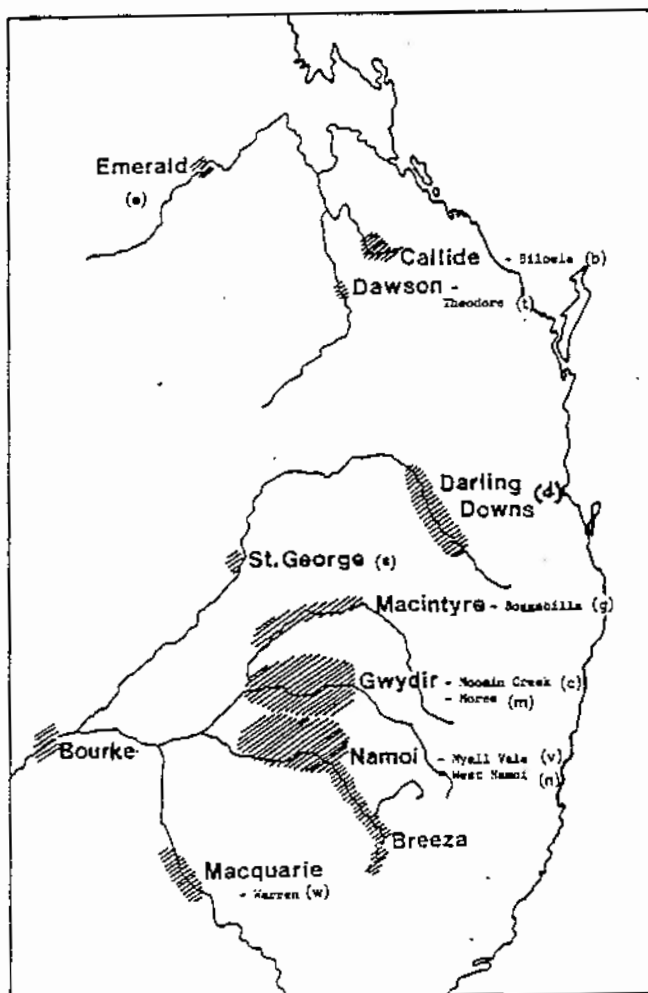 Emerald
(e)
Callide - Biloela (b)
Dawson -
Theodore (t)
Darling (d)
Downs
St. George (s)
Macintyre - Boggabilla (g)
Gwydir - Moomin Creek (c)
- Moree (m)
Bourke
Namoi - Myall Vale (v)
West Namoi (n)
Breeza
Macquarie
- Warren (w)